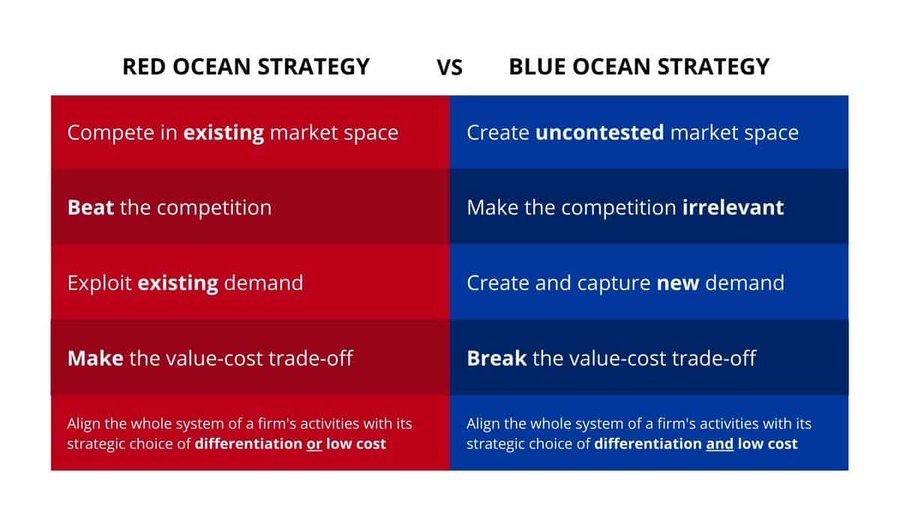 RED OCEAN STRATEGY VS BLUE OCEAN STRATEGY
Compete in existing market space
Create uncontested market space
Beat the competition
Make the competition irrelevant
Exploit existing demand
Create and capture new demand
Make the value-cost trade-off
Break the value-cost trade-off
Align the whole system of a firm's activities with its
strategic choice of differentiation or low cost
Align the whole system of a firm's activities with its
strategic choice of differentiation and low cost